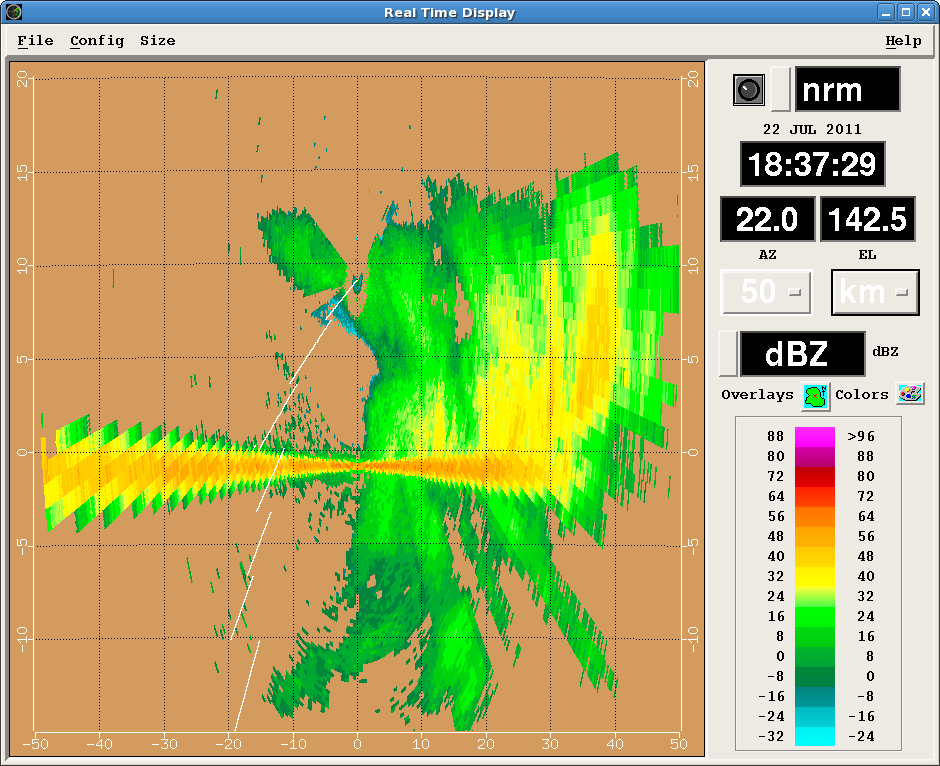 Real Time Display
File Config Size Help
nrm
22 JUL 2011
18:37:29
22.0 142.5
AZ EL
50 km
dBZ dBZ
Overlays Colors
88 >96
80 88
72 80
64 72
56 64
48 56
40 48
32 40
24 32
16 24
8 16
0 8
-8 0
-16 -8
-24 -16
-32 -24
20 20
15 15
10 10
5 5
0 0
-5 -5
-10 -10
-50 -40 -30 -20 -10 0 10 20 30 40 50